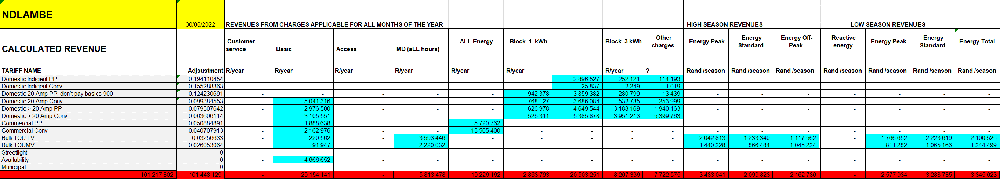 NDLAMBE 30/06/2022 REVENUES FROM CHARGES APPLICABLE FOR ALL MONTHS OF THE YEAR HIGH SEASON REVENUES LOW SEASON REVENUES
CALCULATED REVENUE Customer service Basic Access MD (aLL hours) ALL Energy Block 1 kWh Block 3 kWh Other charges Energy Peak Energy Standard Energy Off-Peak Reactive energy Energy Peak Energy Standard Energy TotaL
TARIFF NAME Adjsustment R/year R/year R/year R/year R/year R/year R/year ? Rand /season Rand /season Rand /season Rand /season Rand /season Rand /season Rand /season
Domestic Indigent PP 0.194110454 - - - - - - 2 896 527 252 121 114 193 - - - - - - -
Domestic Indigent Conv 0.155288363 - - - - - - 25 837 2 249 1 019 - - - - - - -
Domestic 20 Amp PP: don't pay basics 900 0.124230691 - - - - - 942 378 3 859 382 280 799 13 439 - - - - - - -
Domestic 20 Amp Conv 0.099384553 - 5 041 316 - - - 768 127 3 686 084 532 785 253 999 - - - - - - -
Domestic > 20 Amp PP 0.079507642 - 2 976 500 - - - 626 978 4 649 544 3 188 169 1 940 163 - - - - - - -
Domestic > 20 Amp Conv 0.063606114 - 3 105 551 - - - 526 311 5 385 878 3 951 213 5 399 763 - - - - - - -
Commercial PP 0.050884891 - 1 888 638 - - 5 720 762 - - - - - - - - - - -
Commercial Conv 0.040707913 - 2 162 976 - - 13 505 400 - - - - - - - - - - -
Bulk TOU LV 0.03256633 - 220 562 - 3 593 446 - - - - - 2 042 813 1 233 340 1 117 562 - 1 766 652 2 223 619 2 100 525
Bulk TOUMV 0.026053064 - 91 947 - 2 220 032 - - - - - 1 440 228 866 484 1 045 224 - 811 282 1 065 166 1 244 499
Streetlight 0 - - - - - - - - - - - - - - - -
Availability 0 - 4 666 652 - - - - - - - - - - - - - -
Municipal 0 - - - - - - - - - - - - - - - -
101 217 802 101 448 129 - 20 154 141 - 5 813 478 19 226 162 2 863 793 20 503 251 8 207 336 7 722 575 3 483 041 2 099 823 2 162 786 - 2 577 934 3 288 785 3 345 023